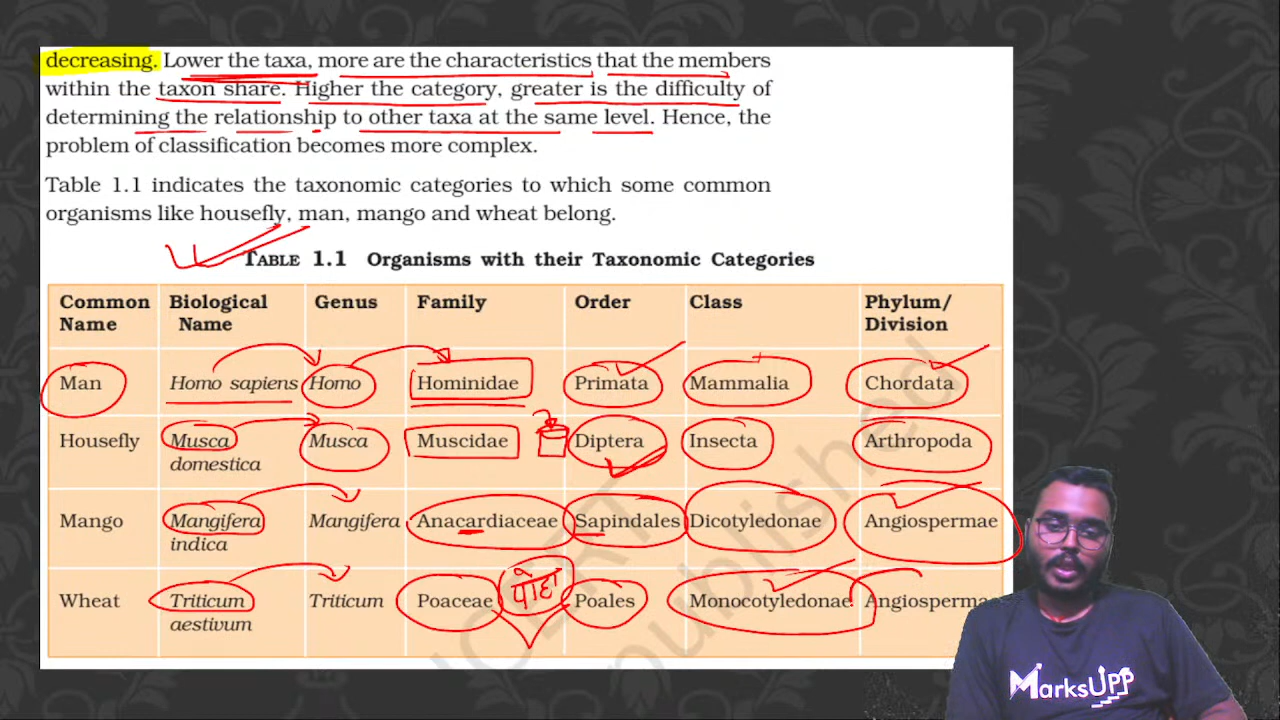 decreasing. Lower the taxa, more are the characteristics that the members
within the taxon share. Higher the category, greater is the difficulty of
determining the relationship to other taxa at the same level. Hence, the
problem of classification becomes more complex.
Table 1.1 indicates the taxonomic categories to which some common
organisms like housefly, man, mango and wheat belong.
TABLE 1.1 Organisms with their Taxonomic Categories
Common Name Biological Name Genus Family Order Class Phylum/ Division
Man Homo sapiens Homo Hominidae Primata Mammalia Chordata
Housefly Musca domestica Musca Muscidae Diptera Insecta Arthropoda
Mango Mangifera indica Mangifera Anacardiaceae Sapindales Dicotyledonae Angiospermae
Wheat Triticum aestivum Triticum Poaceae Poales Monocotyledonae Angiosperma
published
MarksUPP